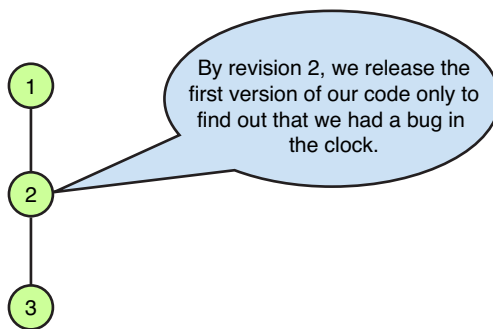 1
By revision 2, we release the
first version of our code only to
find out that we had a bug in
the clock.
2
3